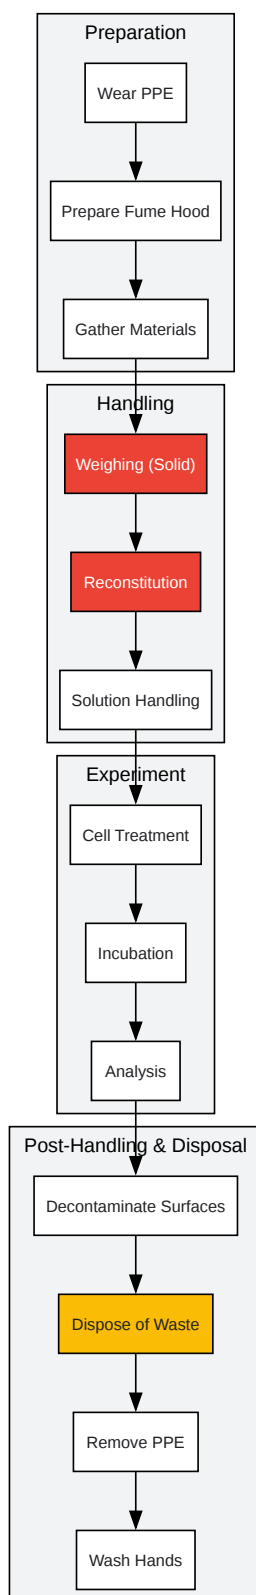 Preparation
Wear PPE
Prepare Fume Hood
Gather Materials
Handling
Weighing (Solid)
Reconstitution
Solution Handling
Experiment
Cell Treatment
Incubation
Analysis
Post-Handling & Disposal
Decontaminate Surfaces
Dispose of Waste
Remove PPE
Wash Hands